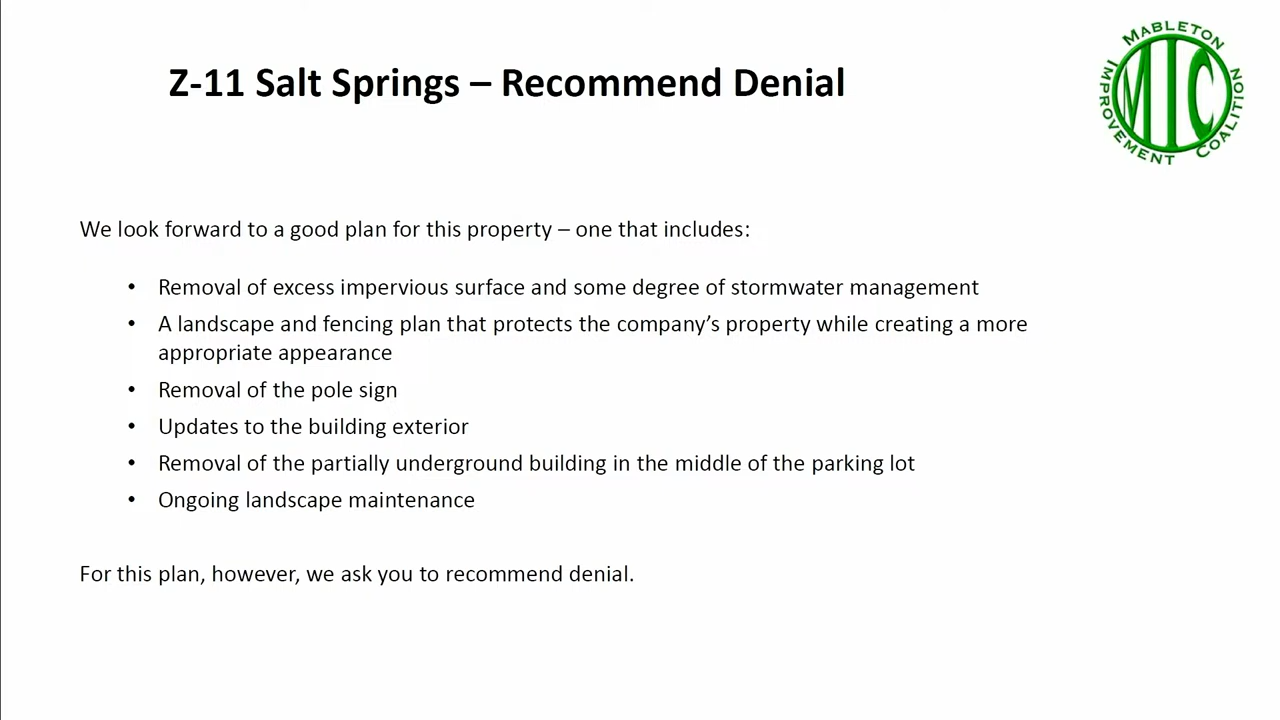 Z-11 Salt Springs – Recommend Denial
MABLETON
IMPROVEMENT COALITION
MIC
We look forward to a good plan for this property – one that includes:
• Removal of excess impervious surface and some degree of stormwater management
• A landscape and fencing plan that protects the company’s property while creating a more
appropriate appearance
• Removal of the pole sign
• Updates to the building exterior
• Removal of the partially underground building in the middle of the parking lot
• Ongoing landscape maintenance
For this plan, however, we ask you to recommend denial.